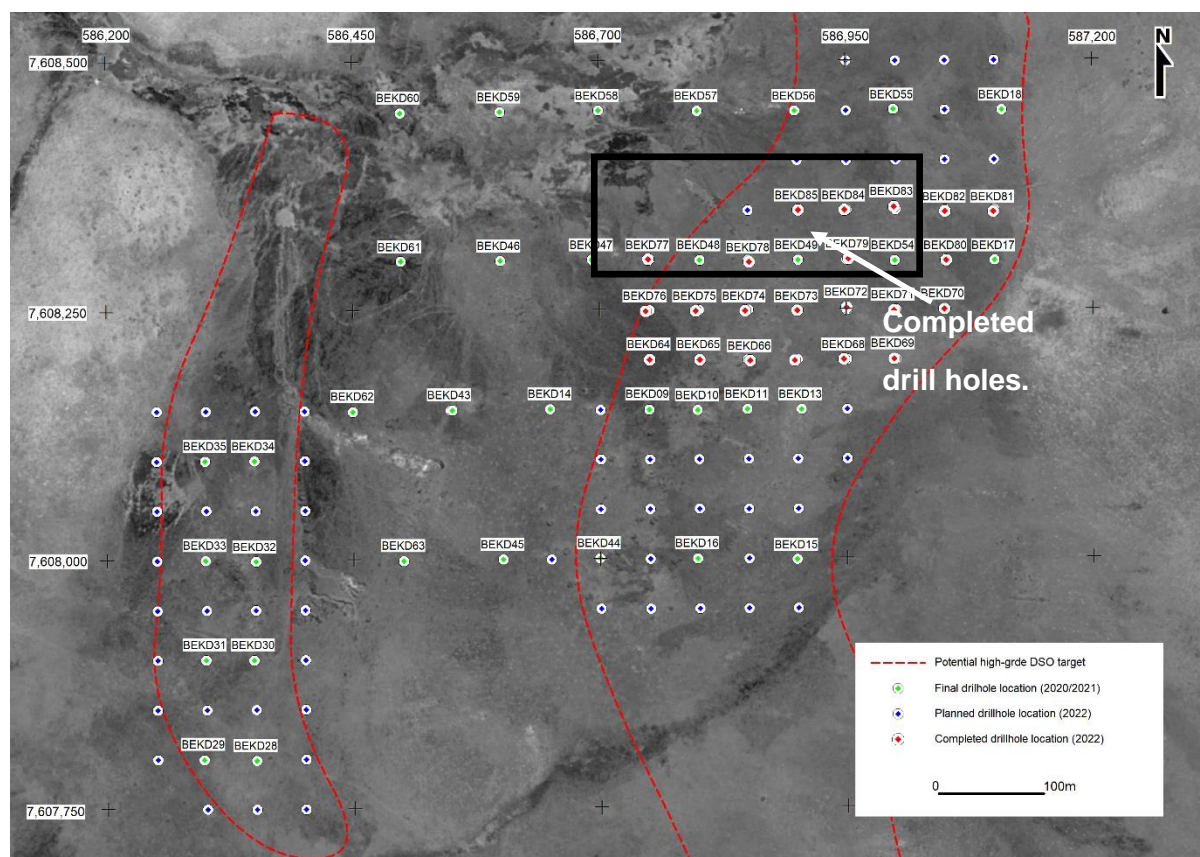 586,200 586,450 586,700 586,950 587,200
N
7,608,500
BEKD60 BEKD59 BEKD58 BEKD57 BEKD56 BEKD55 BEKD18
BEKD85 BEKD84 BEKD83 BEKD82 BEKD81
BEKD61 BEKD46 BEKD47 BEKD77 BEKD48 BEKD78 BEKD49 BEKD79 BEKD54 BEKD80 BEKD17
7,608,250
BEKD76 BEKD75 BEKD74 BEKD73 BEKD72 BEKD71 BEKD70
Completed
drill holes.
BEKD64 BEKD65 BEKD66 BEKD68 BEKD69
BEKD62 BEKD43 BEKD14 BEKD09 BEKD10 BEKD11 BEKD13
BEKD35 BEKD34
7,608,000
BEKD33 BEKD32 BEKD63 BEKD45 BEKD44 BEKD16 BEKD15
BEKD31 BEKD30
BEKD29 BEKD28
7,607,750
Potential high-grde DSO target
Final drillhole location (2020/2021)
Planned drillhole location (2022)
Completed drillhole location (2022)
0 100m